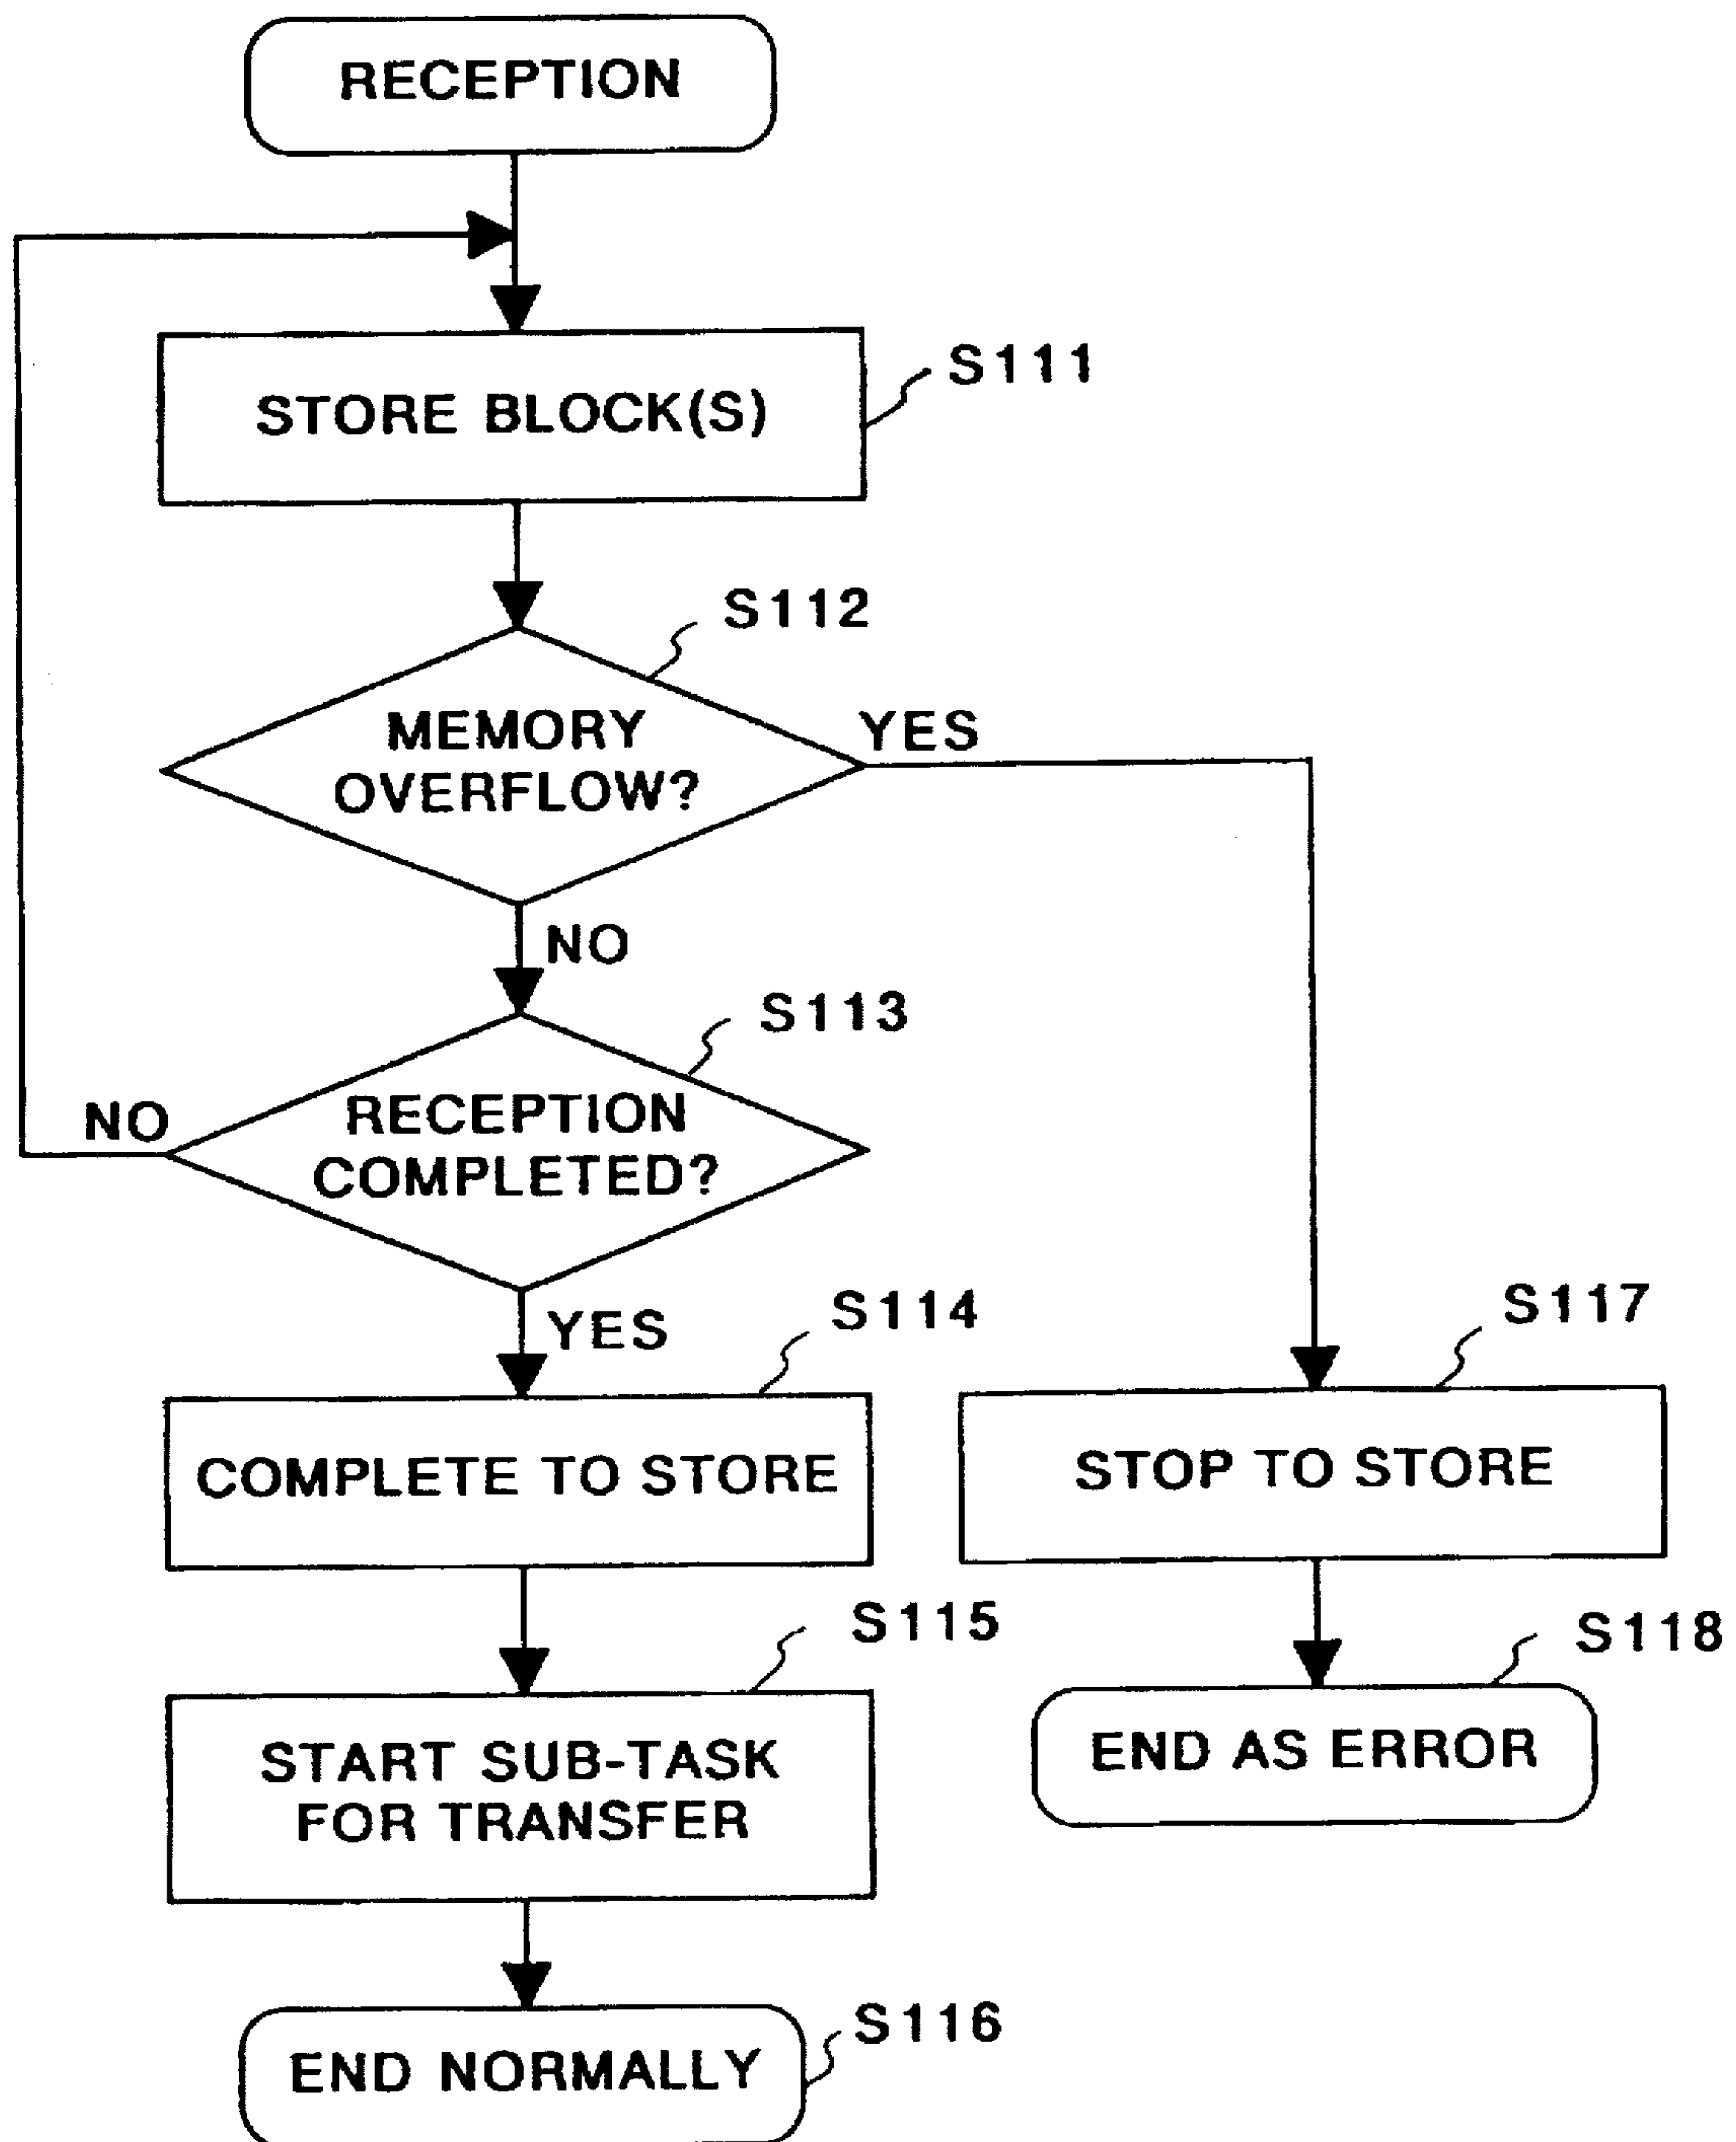 RECEPTION
STORE BLOCK(S)
S111
S112
MEMORY
OVERFLOW?
YES
NO
S113
RECEPTION
COMPLETED?
NO
YES
S114
COMPLETE TO STORE
S117
STOP TO STORE
S115
START SUB-TASK
FOR TRANSFER
S118
END AS ERROR
S116
END NORMALLY